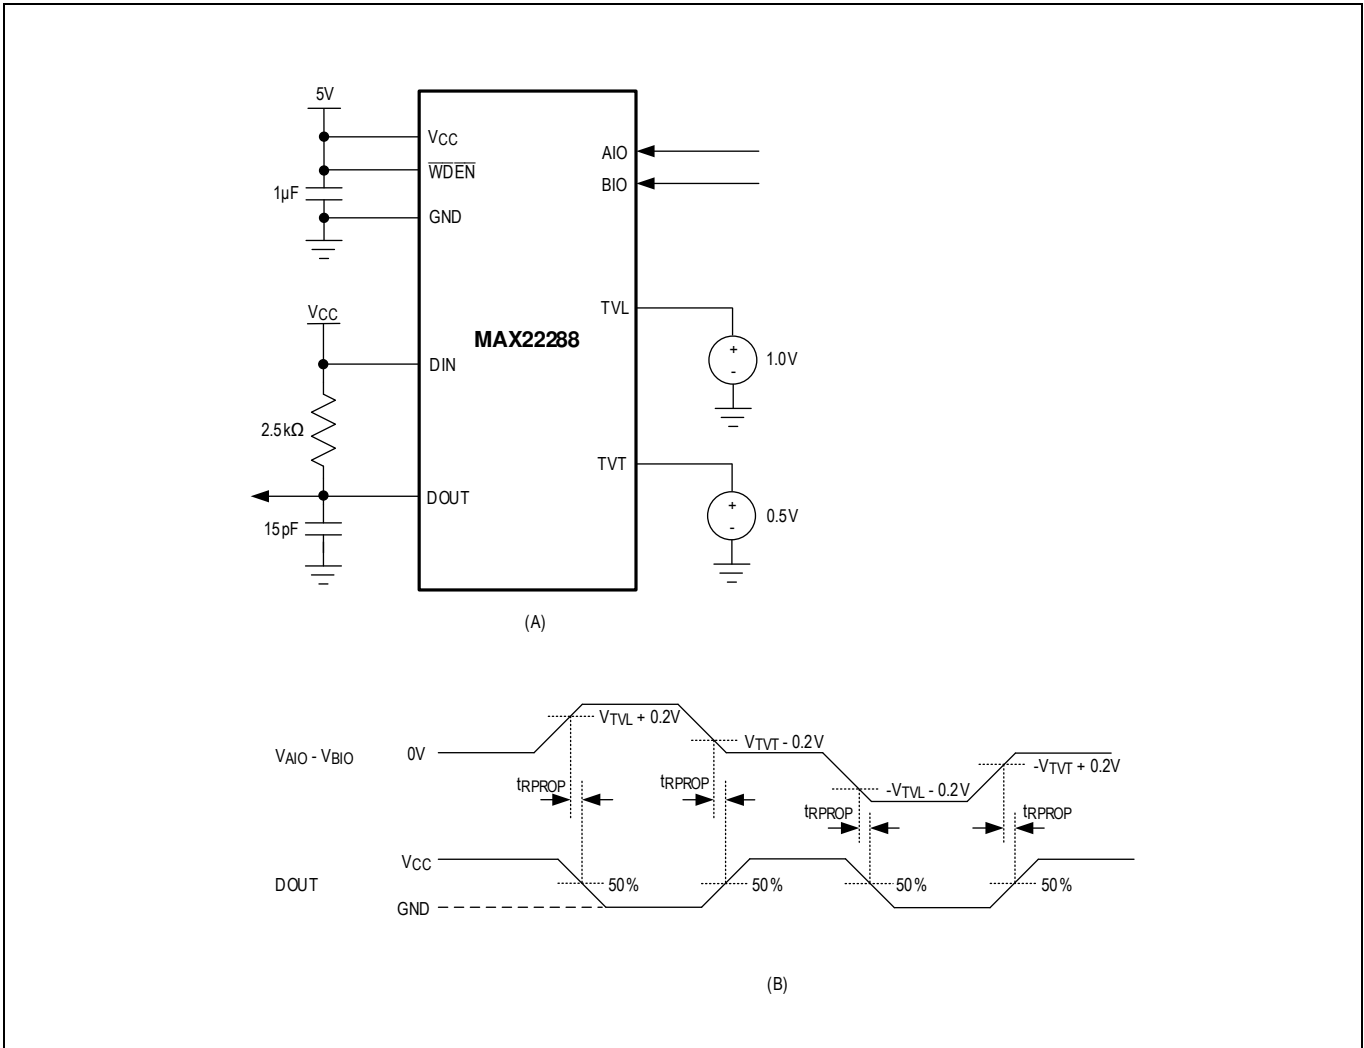 5V
VCC
WDEN
1µF
GND
AIO
BIO
VCC
TVL
MAX22288
1.0V
+
-
DIN
2.5kΩ
TVT
DOUT
+
-
0.5V
15pF
(A)
VTVL + 0.2V
VTVT - 0.2V
VAIO - VBIO
0V
-VTVT + 0.2V
tRPROP
tRPROP
-VTVL - 0.2V
tRPROP
tRPROP
VCC
DOUT
50%
50%
50%
50%
GND
(B)